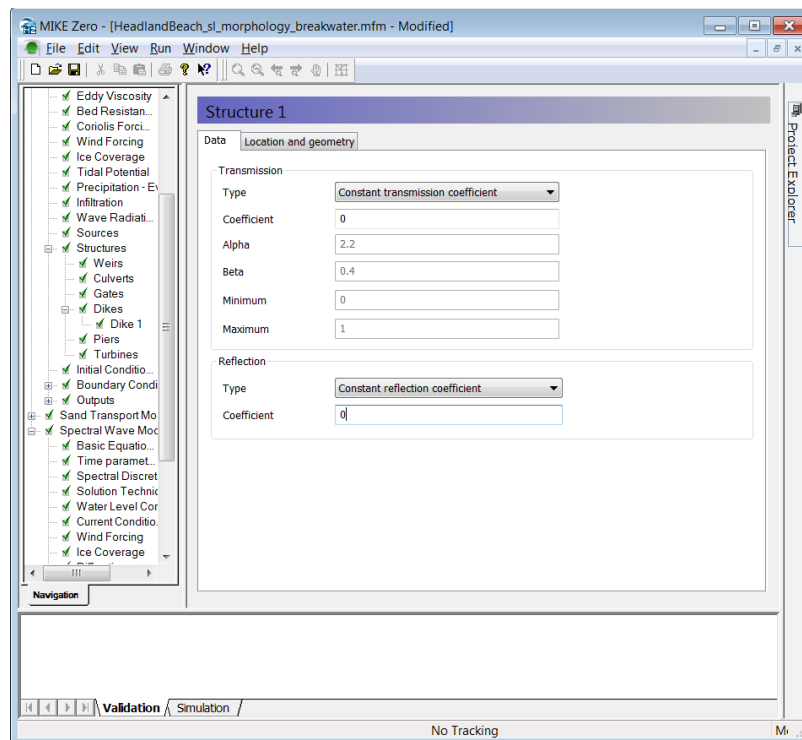 MIKE Zero - [HeadlandBeach_sl_morphology_breakwater.mfm - Modified]
File Edit View Run Window Help
Eddy Viscosity
Bed Resistan...
Coriolis Forci...
Wind Forcing
Ice Coverage
Tidal Potential
Precipitation - Ev
Infiltration
Wave Radiati...
Sources
Structures
Weirs
Culverts
Gates
Dikes
Dike 1
Piers
Turbines
Initial Conditio...
Boundary Condi
Outputs
Sand Transport Mo
Spectral Wave Mod
Basic Equatio...
Time paramet...
Spectral Discret
Solution Techniq
Water Level Con
Current Conditio.
Wind Forcing
Ice Coverage
Navigation
Structure 1
Data
Location and geometry
Transmission
Type
Constant transmission coefficient
Coefficient
0
Alpha
2.2
Beta
0.4
Minimum
0
Maximum
1
Reflection
Type
Constant reflection coefficient
Coefficient
0
Project Explorer
Validation
Simulation
No Tracking